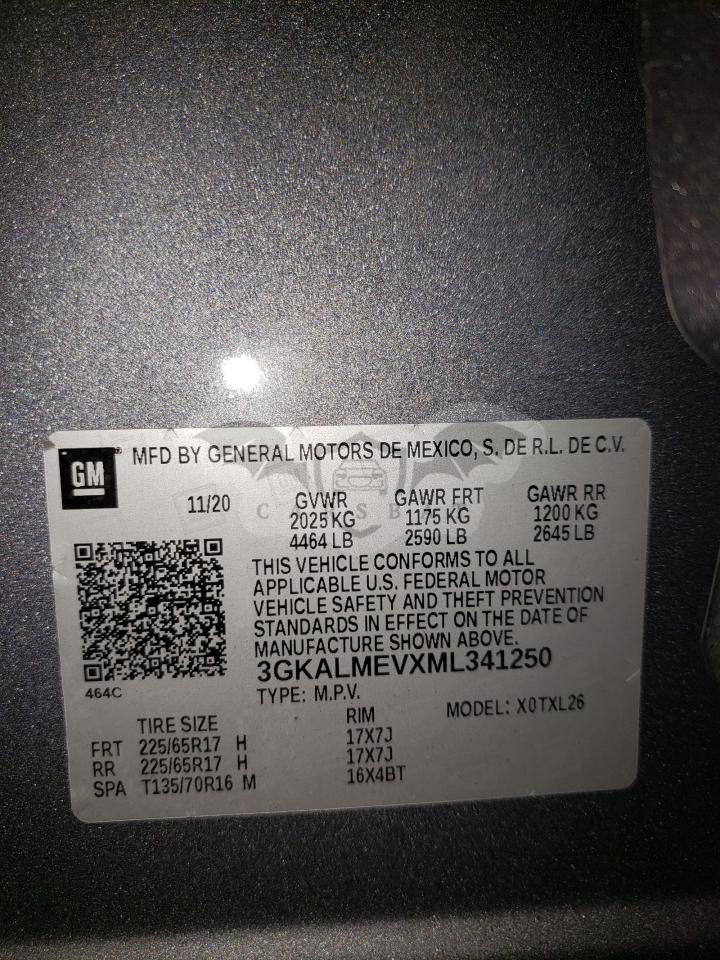 GM
MFD BY GENERAL MOTORS DE MEXICO, S. DE R.L. DE C.V.
11/20 GVWR GAWR FRT GAWR RR
2025 KG 1175 KG 1200 KG
4464 LB 2590 LB 2645 LB
THIS VEHICLE CONFORMS TO ALL
APPLICABLE U.S. FEDERAL MOTOR
VEHICLE SAFETY AND THEFT PREVENTION
STANDARDS IN EFFECT ON THE DATE OF
MANUFACTURE SHOWN ABOVE.
3GKALMEVXML341250
464C
TYPE: M.P.V.
MODEL: X0TXL26
TIRE SIZE RIM
FRT 225/65R17 H 17X7J
RR 225/65R17 H 17X7J
SPA T135/70R16 M 16X4BT